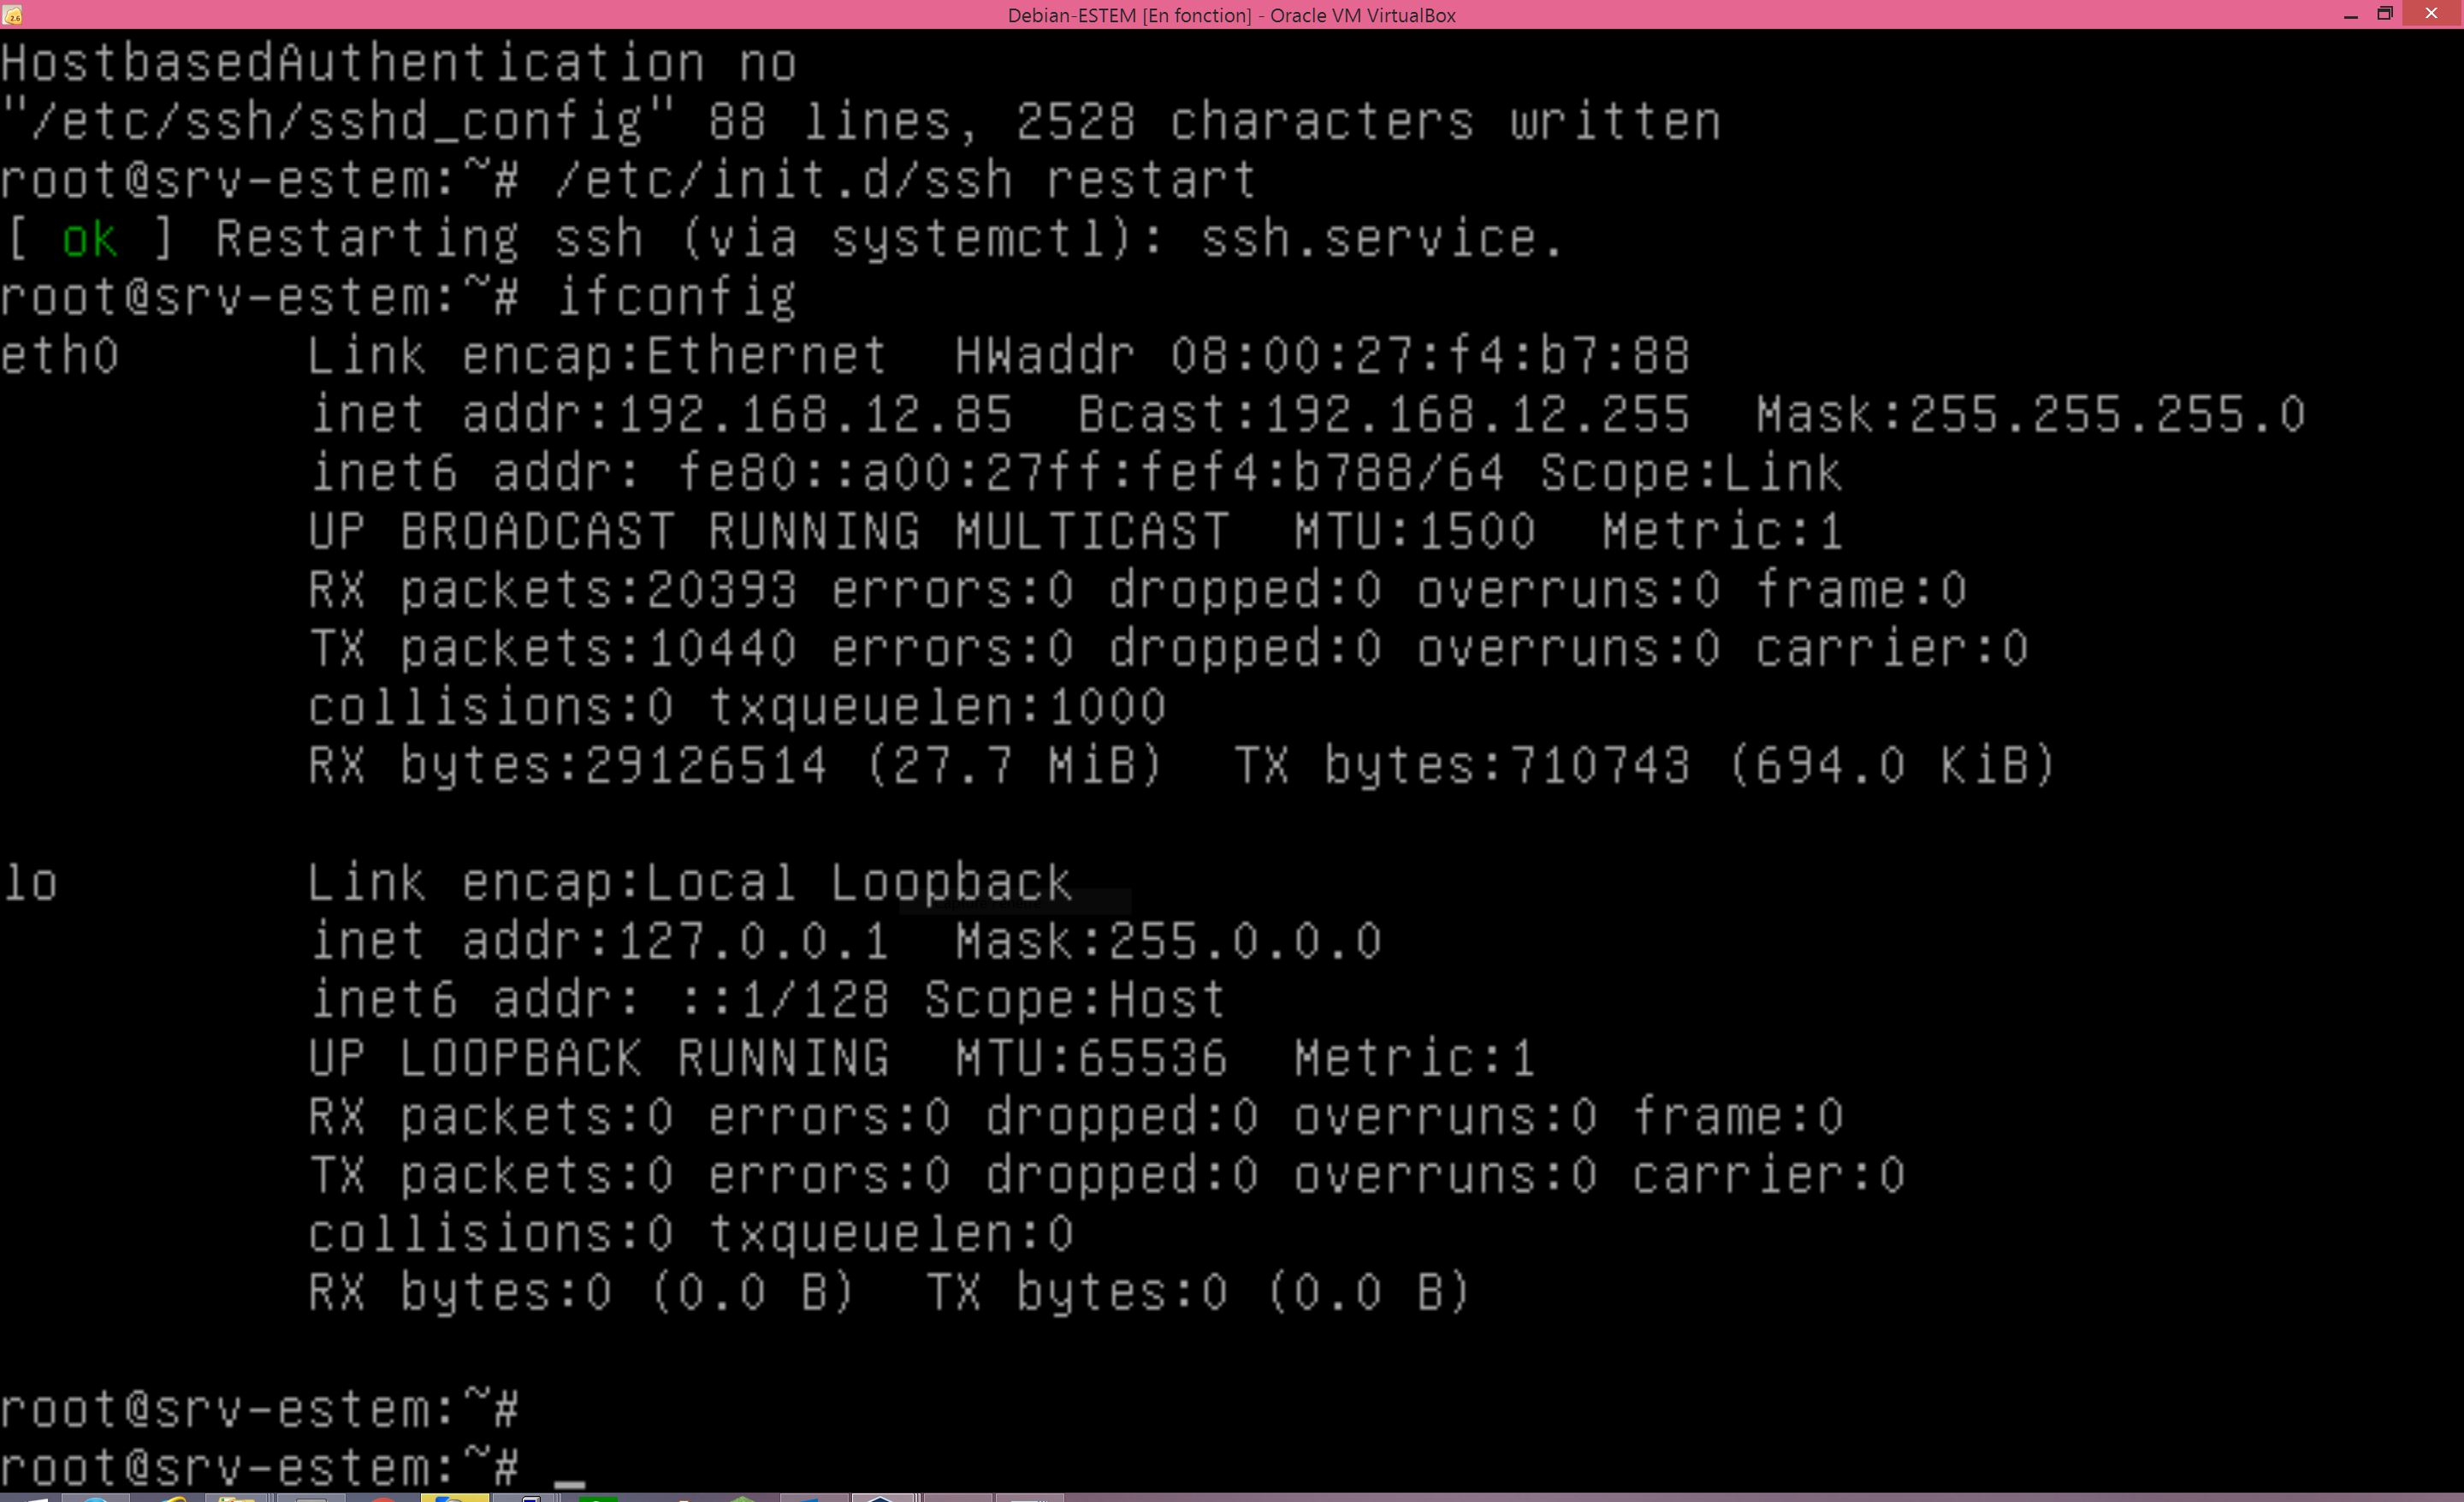 Debian-ESTEM [En fonction] - Oracle VM VirtualBox
HostbasedAuthentication no
"/etc/ssh/sshd_config" 88 lines, 2528 characters written
root@srv-estem:~# /etc/init.d/ssh restart
[ ok ] Restarting ssh (via systemctl): ssh.service.
root@srv-estem:~# ifconfig
eth0      Link encap:Ethernet  HWaddr 08:00:27:f4:b7:88
          inet addr:192.168.12.85  Bcast:192.168.12.255  Mask:255.255.255.0
          inet6 addr: fe80::a00:27ff:fef4:b788/64 Scope:Link
          UP BROADCAST RUNNING MULTICAST  MTU:1500  Metric:1
          RX packets:20393 errors:0 dropped:0 overruns:0 frame:0
          TX packets:10440 errors:0 dropped:0 overruns:0 carrier:0
          collisions:0 txqueuelen:1000
          RX bytes:29126514 (27.7 MiB)  TX bytes:710743 (694.0 KiB)
lo        Link encap:Local Loopback
          inet addr:127.0.0.1  Mask:255.0.0.0
          inet6 addr: ::1/128 Scope:Host
          UP LOOPBACK RUNNING  MTU:65536  Metric:1
          RX packets:0 errors:0 dropped:0 overruns:0 frame:0
          TX packets:0 errors:0 dropped:0 overruns:0 carrier:0
          collisions:0 txqueuelen:0
          RX bytes:0 (0.0 B)  TX bytes:0 (0.0 B)
root@srv-estem:~#
root@srv-estem:~# _